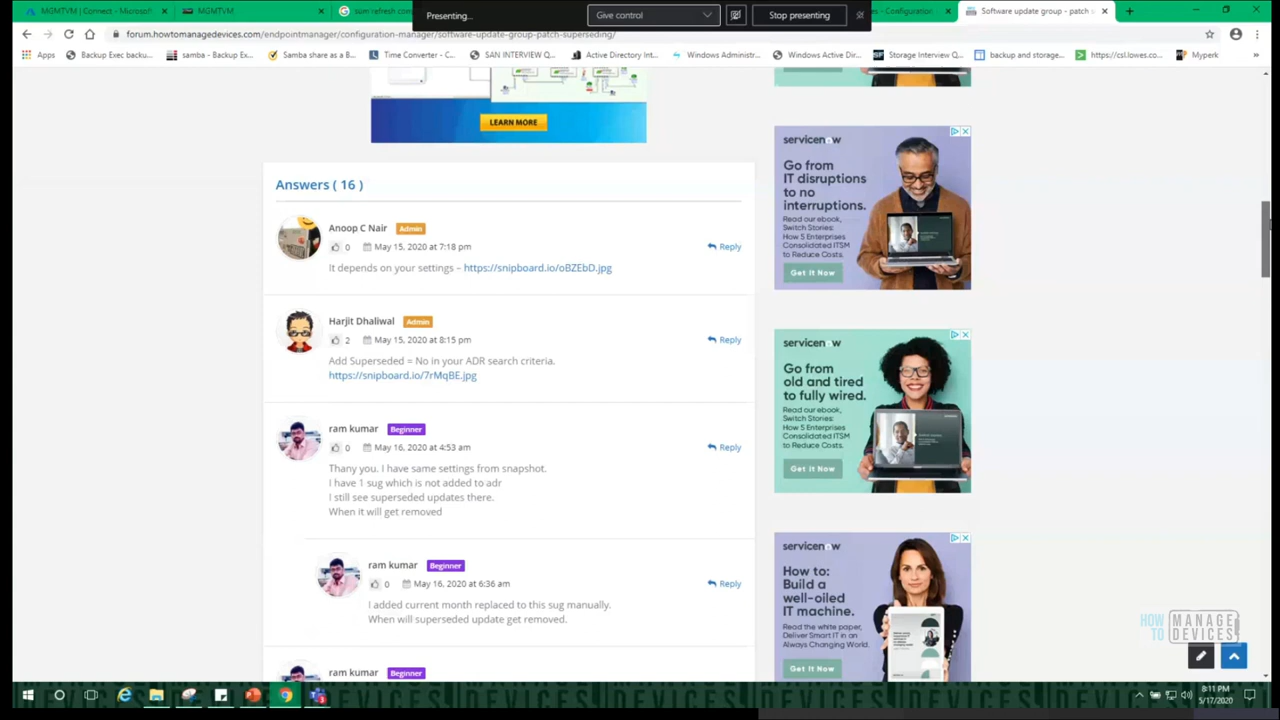 MGMTVM | Connect - Microsof
MGMTVM
Presenting...
Give control
Stop presenting
- Configuration
Software update group - patch s
forum.howtomanagedevices.com/endpointmanager/configuration-manager/software-update-group-patch-superseding/
Apps
Backup Exec backu...
samba - Backup Ex...
Time Converter -...
Samba share as a B...
SAN INTERVIEW Q...
Active Directory Int...
Windows Administr...
Windows Active Dir...
Storage Interview Q...
backup and storage...
https://csl.lowes.co...
Myperk
LEARN MORE
Answers ( 16 )
Anoop C Nair Admin
0 May 15, 2020 at 7:18 pm
Reply
It depends on your settings – https://snipboard.io/oBZEbD.jpg
Harjit Dhaliwal Admin
2 May 15, 2020 at 8:15 pm
Reply
Add Superseded = No in your ADR search criteria.
https://snipboard.io/7rMqBE.jpg
ram kumar Beginner
0 May 16, 2020 at 4:53 am
Reply
Thany you. I have same settings from snapshot.
I have 1 sug which is not added to adr
I still see superseded updates there.
When it will get removed
ram kumar Beginner
0 May 16, 2020 at 6:36 am
Reply
I added current month replaced to this sug manually.
When will superseded update get removed.
ram kumar Beginner
servicenow
Go from
IT disruptions
to no
interruptions.
Read our ebook,
Switch Stories:
How 5 Enterprises
Consolidated ITSM
to Reduce Costs.
Get It Now
servicenow
Go from
old and tired
to fully wired.
Read our ebook,
Switch Stories:
How 5 Enterprises
Consolidated ITSM
to Reduce Costs.
Get It Now
servicenow
How to:
Build a
well-oiled
IT machine.
Read the white paper,
Deliver Smart IT in an
Always Changing World.
Get It Now
HOW TO MANAGE DEVICES
8:11 PM
5/17/2020